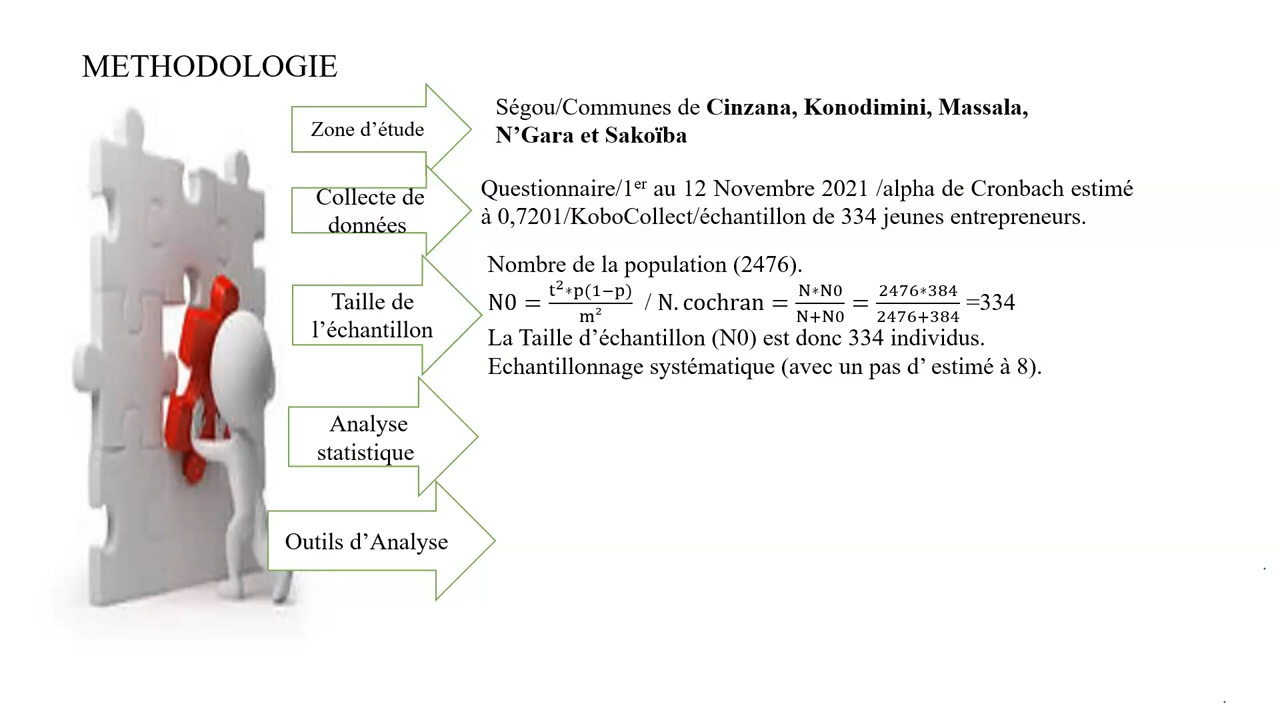 METHODOLOGIE
Zone d’étude
Ségou/Communes de Cinzana, Konodimini, Massala,
N’Gara et Sakoïba
Collecte de
données
Questionnaire/1er au 12 Novembre 2021 /alpha de Cronbach estimé
à 0,7201/KoboCollect/échantillon de 334 jeunes entrepreneurs.
Taille de
l’échantillon
Nombre de la population (2476).
N0 = t²*p(1−p)/m² / N. cochran = N*N0/N+N0 = 2476*384/2476+384 =334
La Taille d’échantillon (N0) est donc 334 individus.
Echantillonnage systématique (avec un pas d’ estimé à 8).
Analyse
statistique
Outils d’Analyse